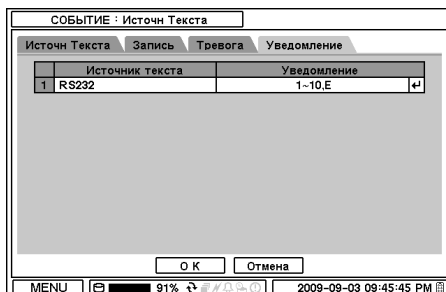 СОБЫТИЕ : Источн Текста
Источн Текста Запись Тревога Уведомление
Источник текста Уведомление
1 RS232 1~10,E
O K Отмена
MENU 91% 2009-09-03 09:45:45 PM